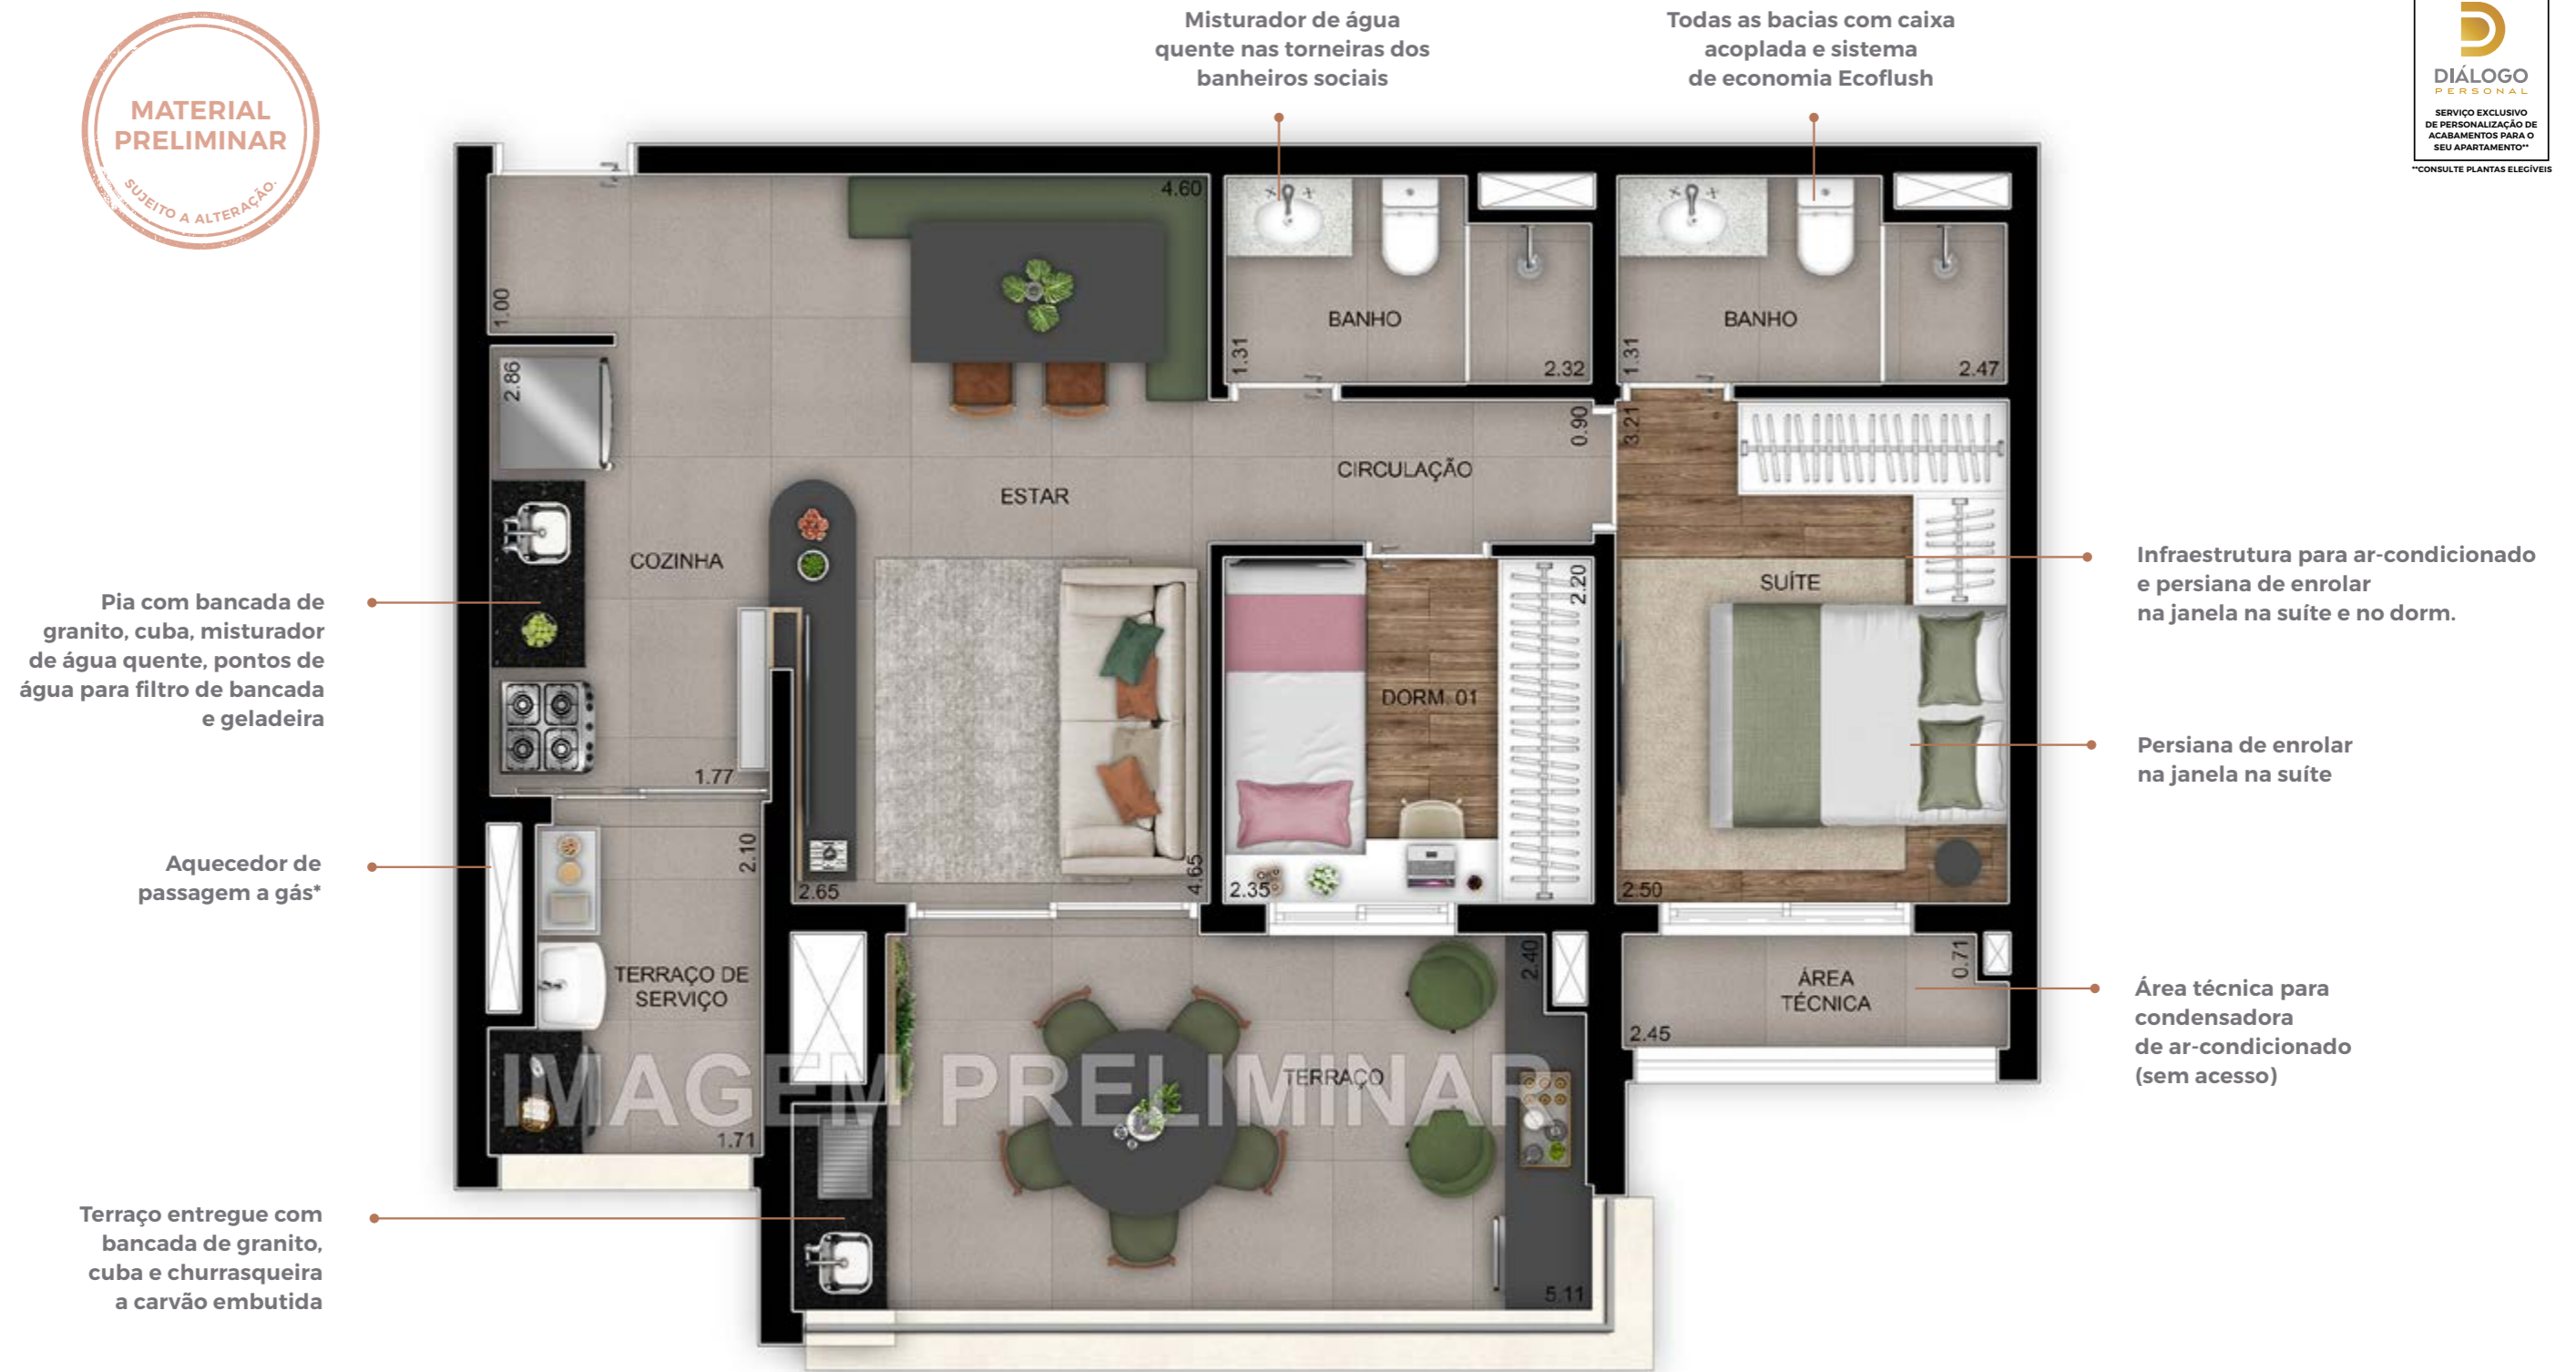 MATERIAL
PRELIMINAR
SUJEITO A ALTERAÇÃO.
Misturador de água
quente nas torneiras dos
banheiros sociais
Todas as bacias com caixa
acoplada e sistema
de economia Ecoflush
D
DIÁLOGO
PERSONAL
SERVIÇO EXCLUSIVO
DE PERSONALIZAÇÃO DE
ACABAMENTOS PARA O
SEU APARTAMENTO**
**CONSULTE PLANTAS ELEGÍVEIS
4.60
1.00
BANHO
1.31
2.32
BANHO
1.31
2.47
2.86
0.90
3.21
CIRCULAÇÃO
ESTAR
COZINHA
2.20
SUÍTE
Infraestrutura para ar-condicionado
e persiana de enrolar
na janela na suíte e no dorm.
Pia com bancada de
granito, cuba, misturador
de água quente, pontos de
água para filtro de bancada
e geladeira
DORM. 01
Persiana de enrolar
na janela na suíte
1.77
2.10
Aquecedor de
passagem a gás*
2.65
4.65
2.35
2.50
TERRAÇO DE
SERVIÇO
2.40
ÁREA
TÉCNICA
0.71
2.45
Área técnica para
condensadora
de ar-condicionado
(sem acesso)
TERRAÇO
IMAGEM PRELIMINAR
1.71
Terraço entregue com
bancada de granito,
cuba e churrasqueira
a carvão embutida
5.11